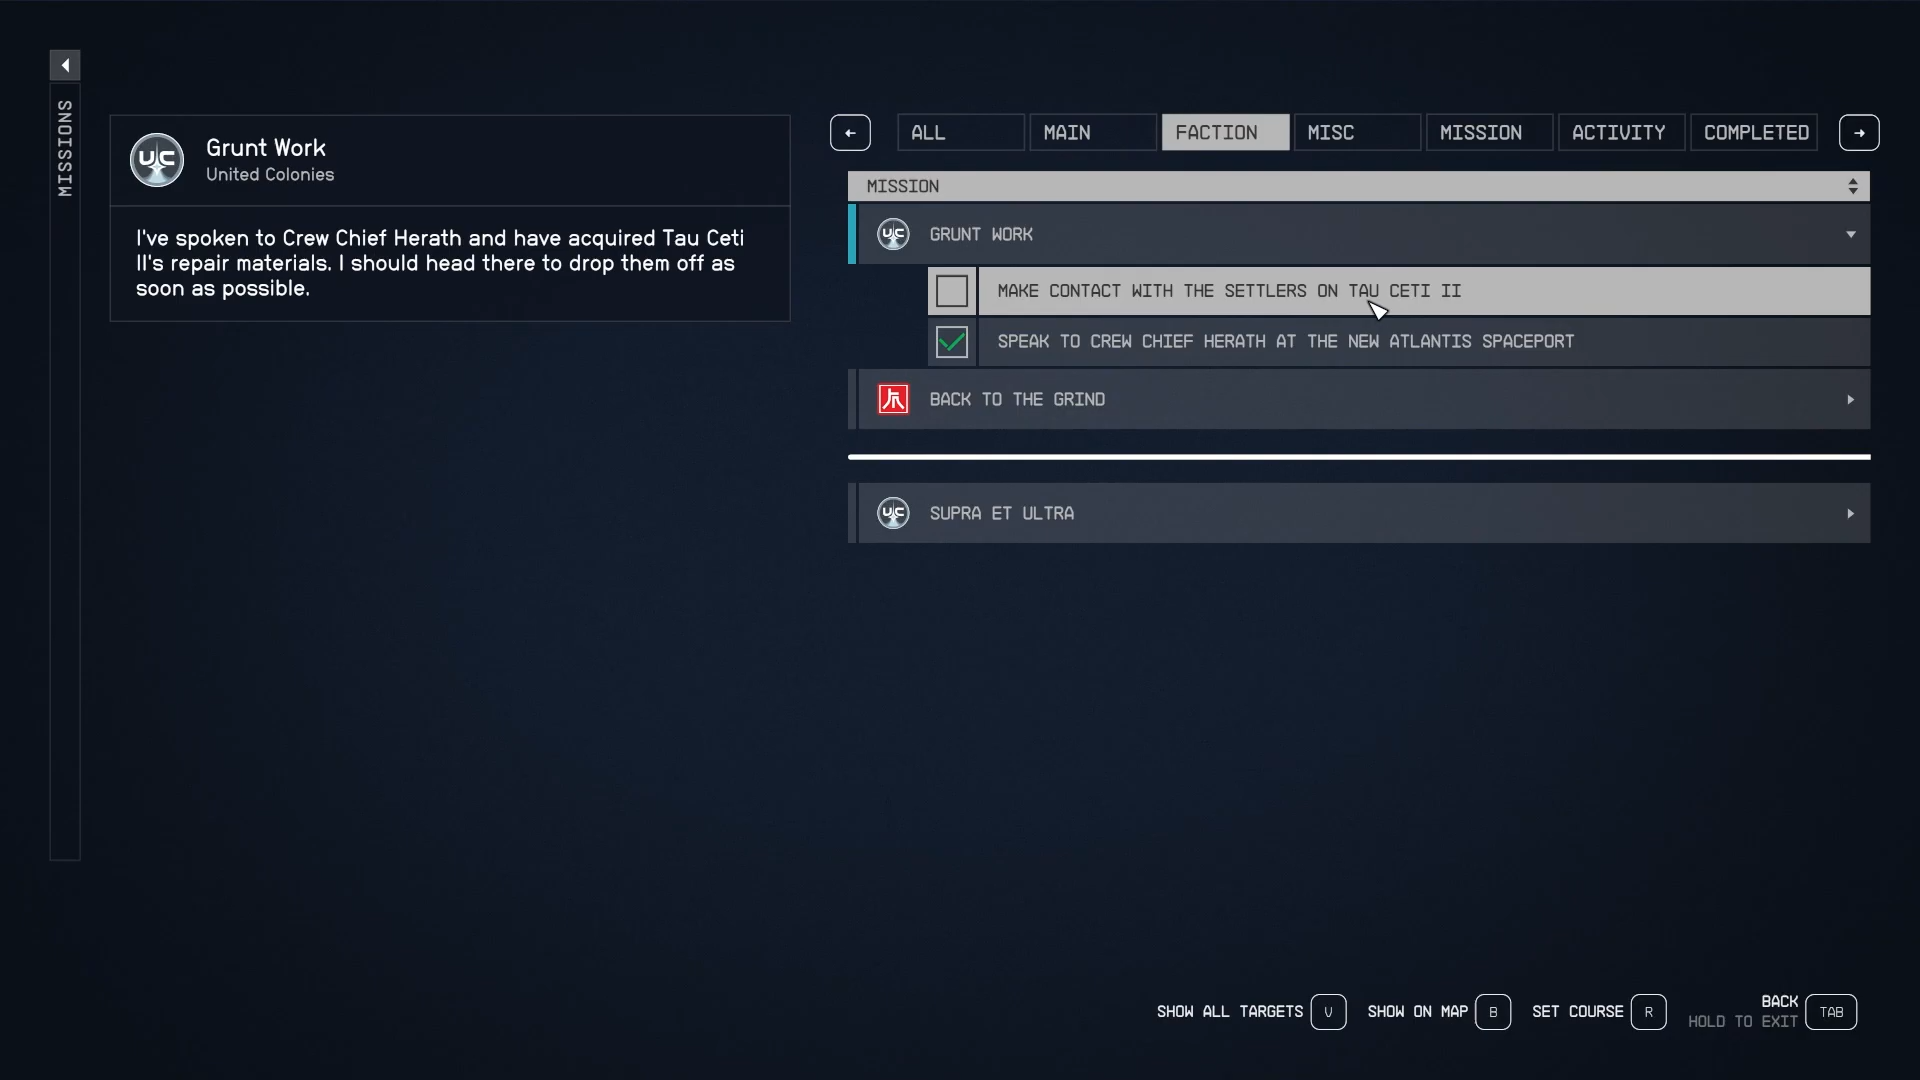 MISSIONS
UC
Grunt Work
United Colonies
I've spoken to Crew Chief Herath and have acquired Tau Ceti
II's repair materials. I should head there to drop them off as
soon as possible.
ALL
MAIN
FACTION
MISC
MISSION
ACTIVITY
COMPLETED
MISSION
UC
GRUNT WORK
MAKE CONTACT WITH THE SETTLERS ON TAU CETI II
SPEAK TO CREW CHIEF HERATH AT THE NEW ATLANTIS SPACEPORT
BACK TO THE GRIND
UC
SUPRA ET ULTRA
SHOW ALL TARGETS V
SHOW ON MAP B
SET COURSE R
BACK
HOLD TO EXIT
TAB